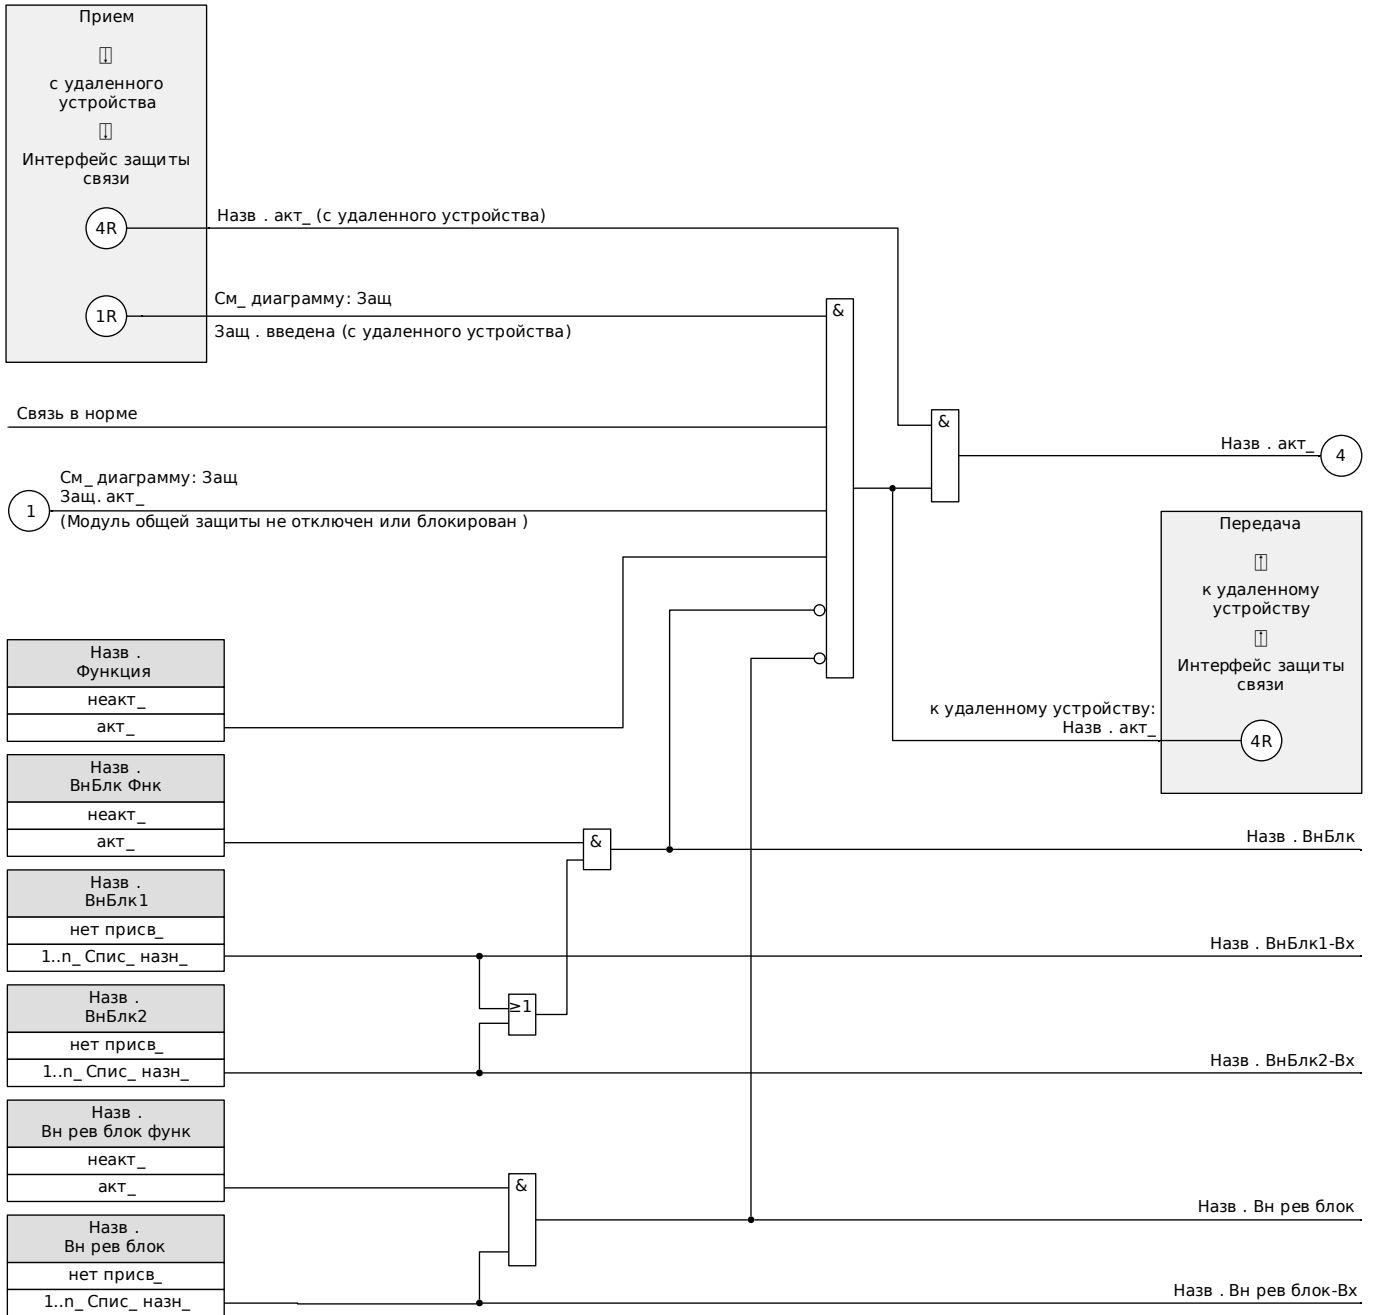 Прием
с удаленного
устройства
Интерфейс защиты
связи
4R
Назв . акт_ (с удаленного устройства)
1R
См_ диаграмму: Защ
Защ . введена (с удаленного устройства)
&
Связь в норме
&
Назв . акт_
4
1
См_ диаграмму: Защ
Защ. акт_
(Модуль общей защиты не отключен или блокирован )
Передача
к удаленному
устройству
Интерфейс защиты
связи
к удаленному устройству:
Назв . акт_
4R
Назв .
Функция
неакт_
акт_
Назв .
ВнБлк Фнк
неакт_
акт_
&
Назв . ВнБлк
Назв .
ВнБлк1
нет присв_
1..n_ Спис_ назн_
Назв . ВнБлк1-Вх
≥1
Назв .
ВнБлк2
нет присв_
1..n_ Спис_ назн_
Назв . ВнБлк2-Вх
Назв .
Вн рев блок функ
неакт_
акт_
&
Назв . Вн рев блок
Назв .
Вн рев блок
нет присв_
1..n_ Спис_ назн_
Назв . Вн рев блок-Вх